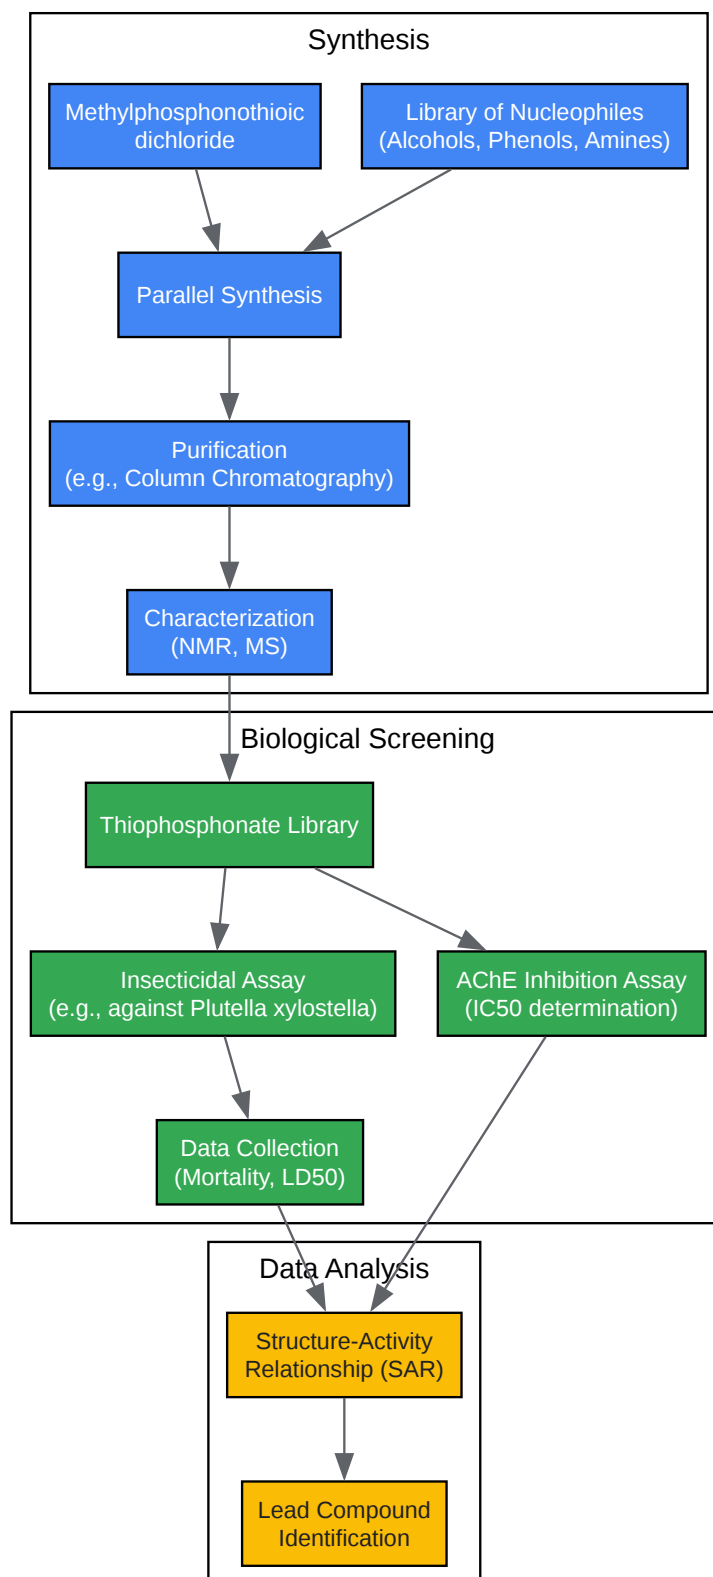 Synthesis
Methylphosphonothioic
dichloride
Library of Nucleophiles
(Alcohols, Phenols, Amines)
Parallel Synthesis
Purification
(e.g., Column Chromatography)
Characterization
(NMR, MS)
Biological Screening
Thiophosphonate Library
Insecticidal Assay
(e.g., against Plutella xylostella)
AChE Inhibition Assay
(IC50 determination)
Data Collection
(Mortality, LD50)
Data Analysis
Structure-Activity
Relationship (SAR)
Lead Compound
Identification